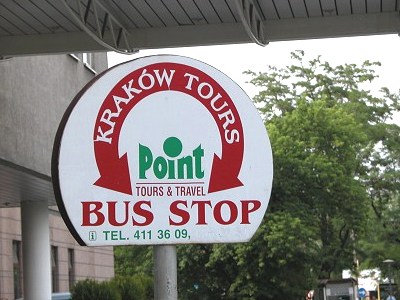 KRAKÓW TOURS
Point
TOURS & TRAVEL
BUS STOP
i TEL. 411 36 09,